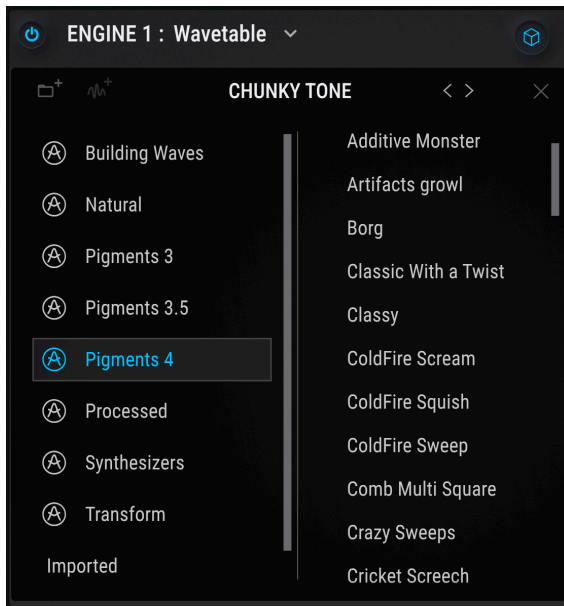 ENGINE 1 : Wavetable
CHUNKY TONE
Building Waves
Natural
Pigments 3
Pigments 3.5
Pigments 4
Processed
Synthesizers
Transform
Imported
Additive Monster
Artifacts growl
Borg
Classic With a Twist
Classy
ColdFire Scream
ColdFire Squish
ColdFire Sweep
Comb Multi Square
Crazy Sweeps
Cricket Screech